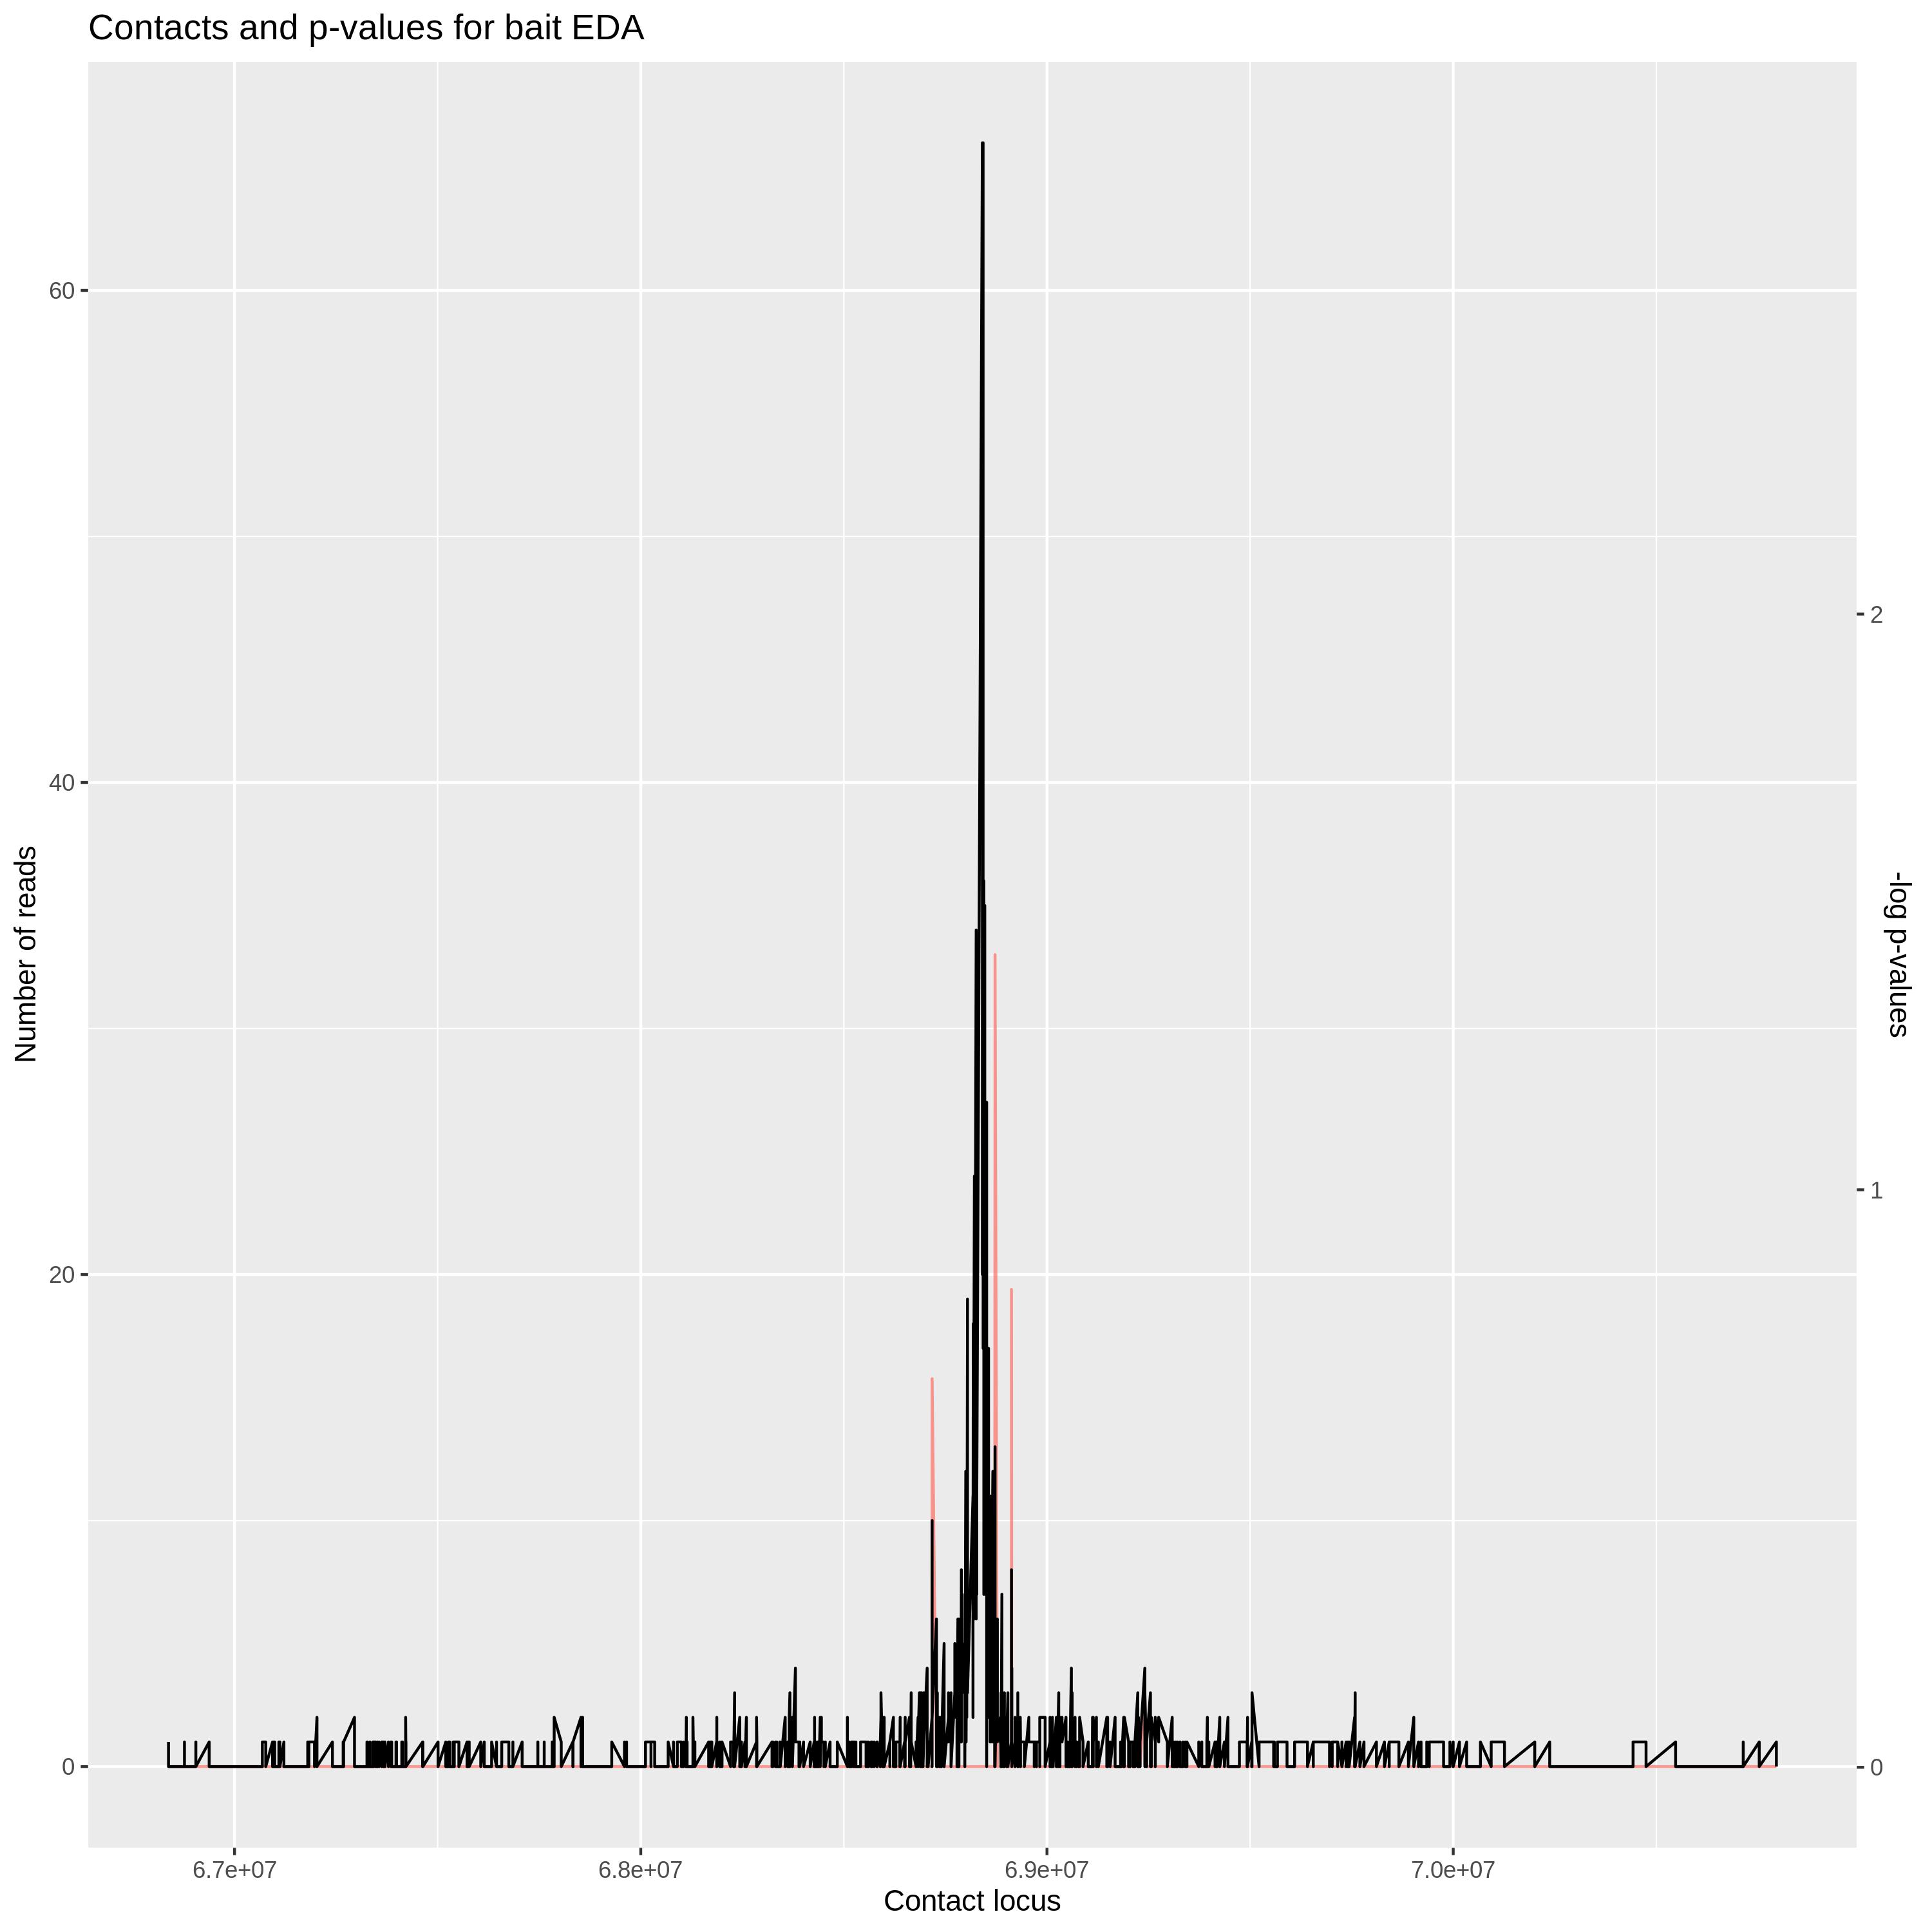 Contacts and p-values for bait EDA
Number of reads
60
40
20
0
2
1
0
-log p-values
6.7e+07 6.8e+07 6.9e+07 7.0e+07
Contact locus